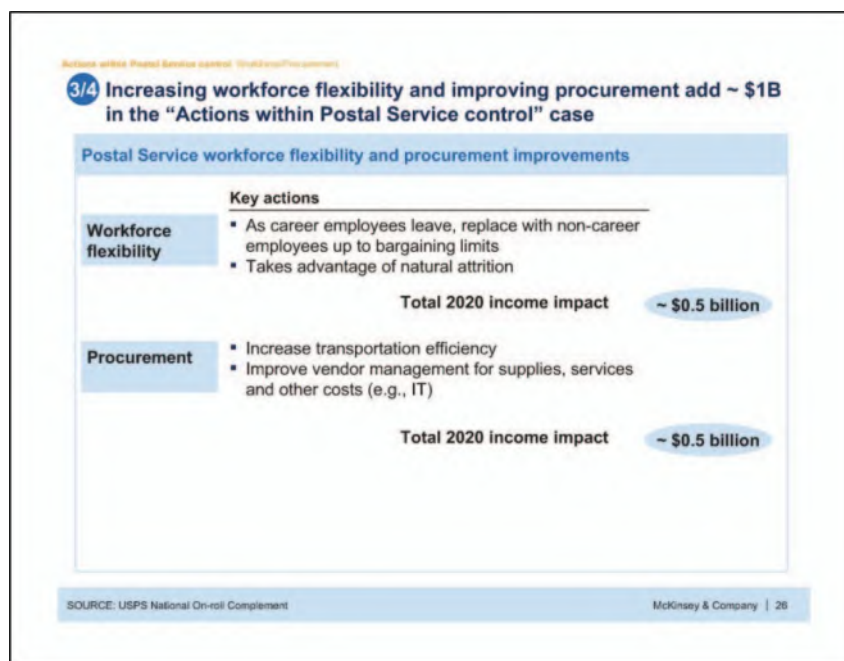 Actions within Postal Service control: Workforce/Procurement
3/4 Increasing workforce flexibility and improving procurement add ~ $1B
in the “Actions within Postal Service control” case
Postal Service workforce flexibility and procurement improvements
Key actions
Workforce
flexibility
▪ As career employees leave, replace with non-career
employees up to bargaining limits
▪ Takes advantage of natural attrition
Total 2020 income impact
~ $0.5 billion
Procurement
▪ Increase transportation efficiency
▪ Improve vendor management for supplies, services
and other costs (e.g., IT)
Total 2020 income impact
~ $0.5 billion
SOURCE: USPS National On-roll Complement
McKinsey & Company | 26